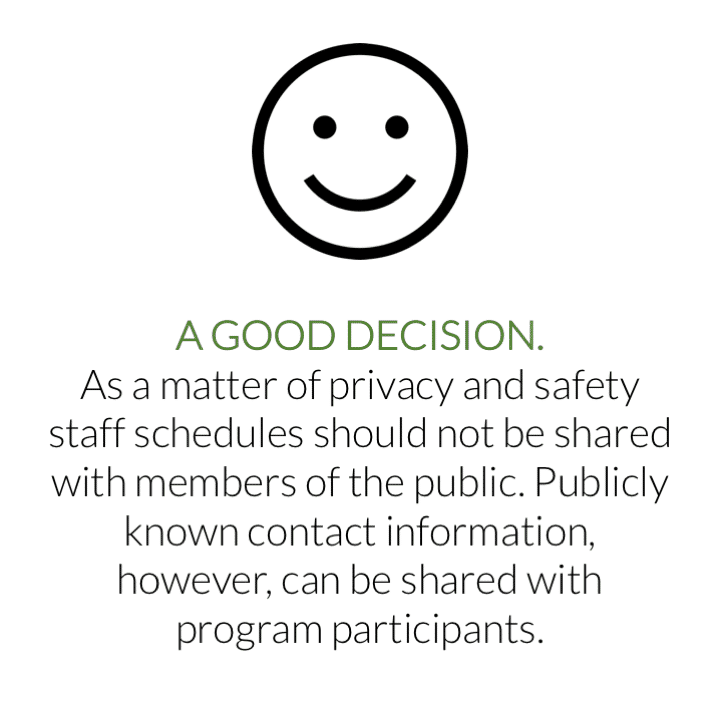 A GOOD DECISION.
As a matter of privacy and safety
staff schedules should not be shared
with members of the public. Publicly
known contact information,
however, can be shared with
program participants.